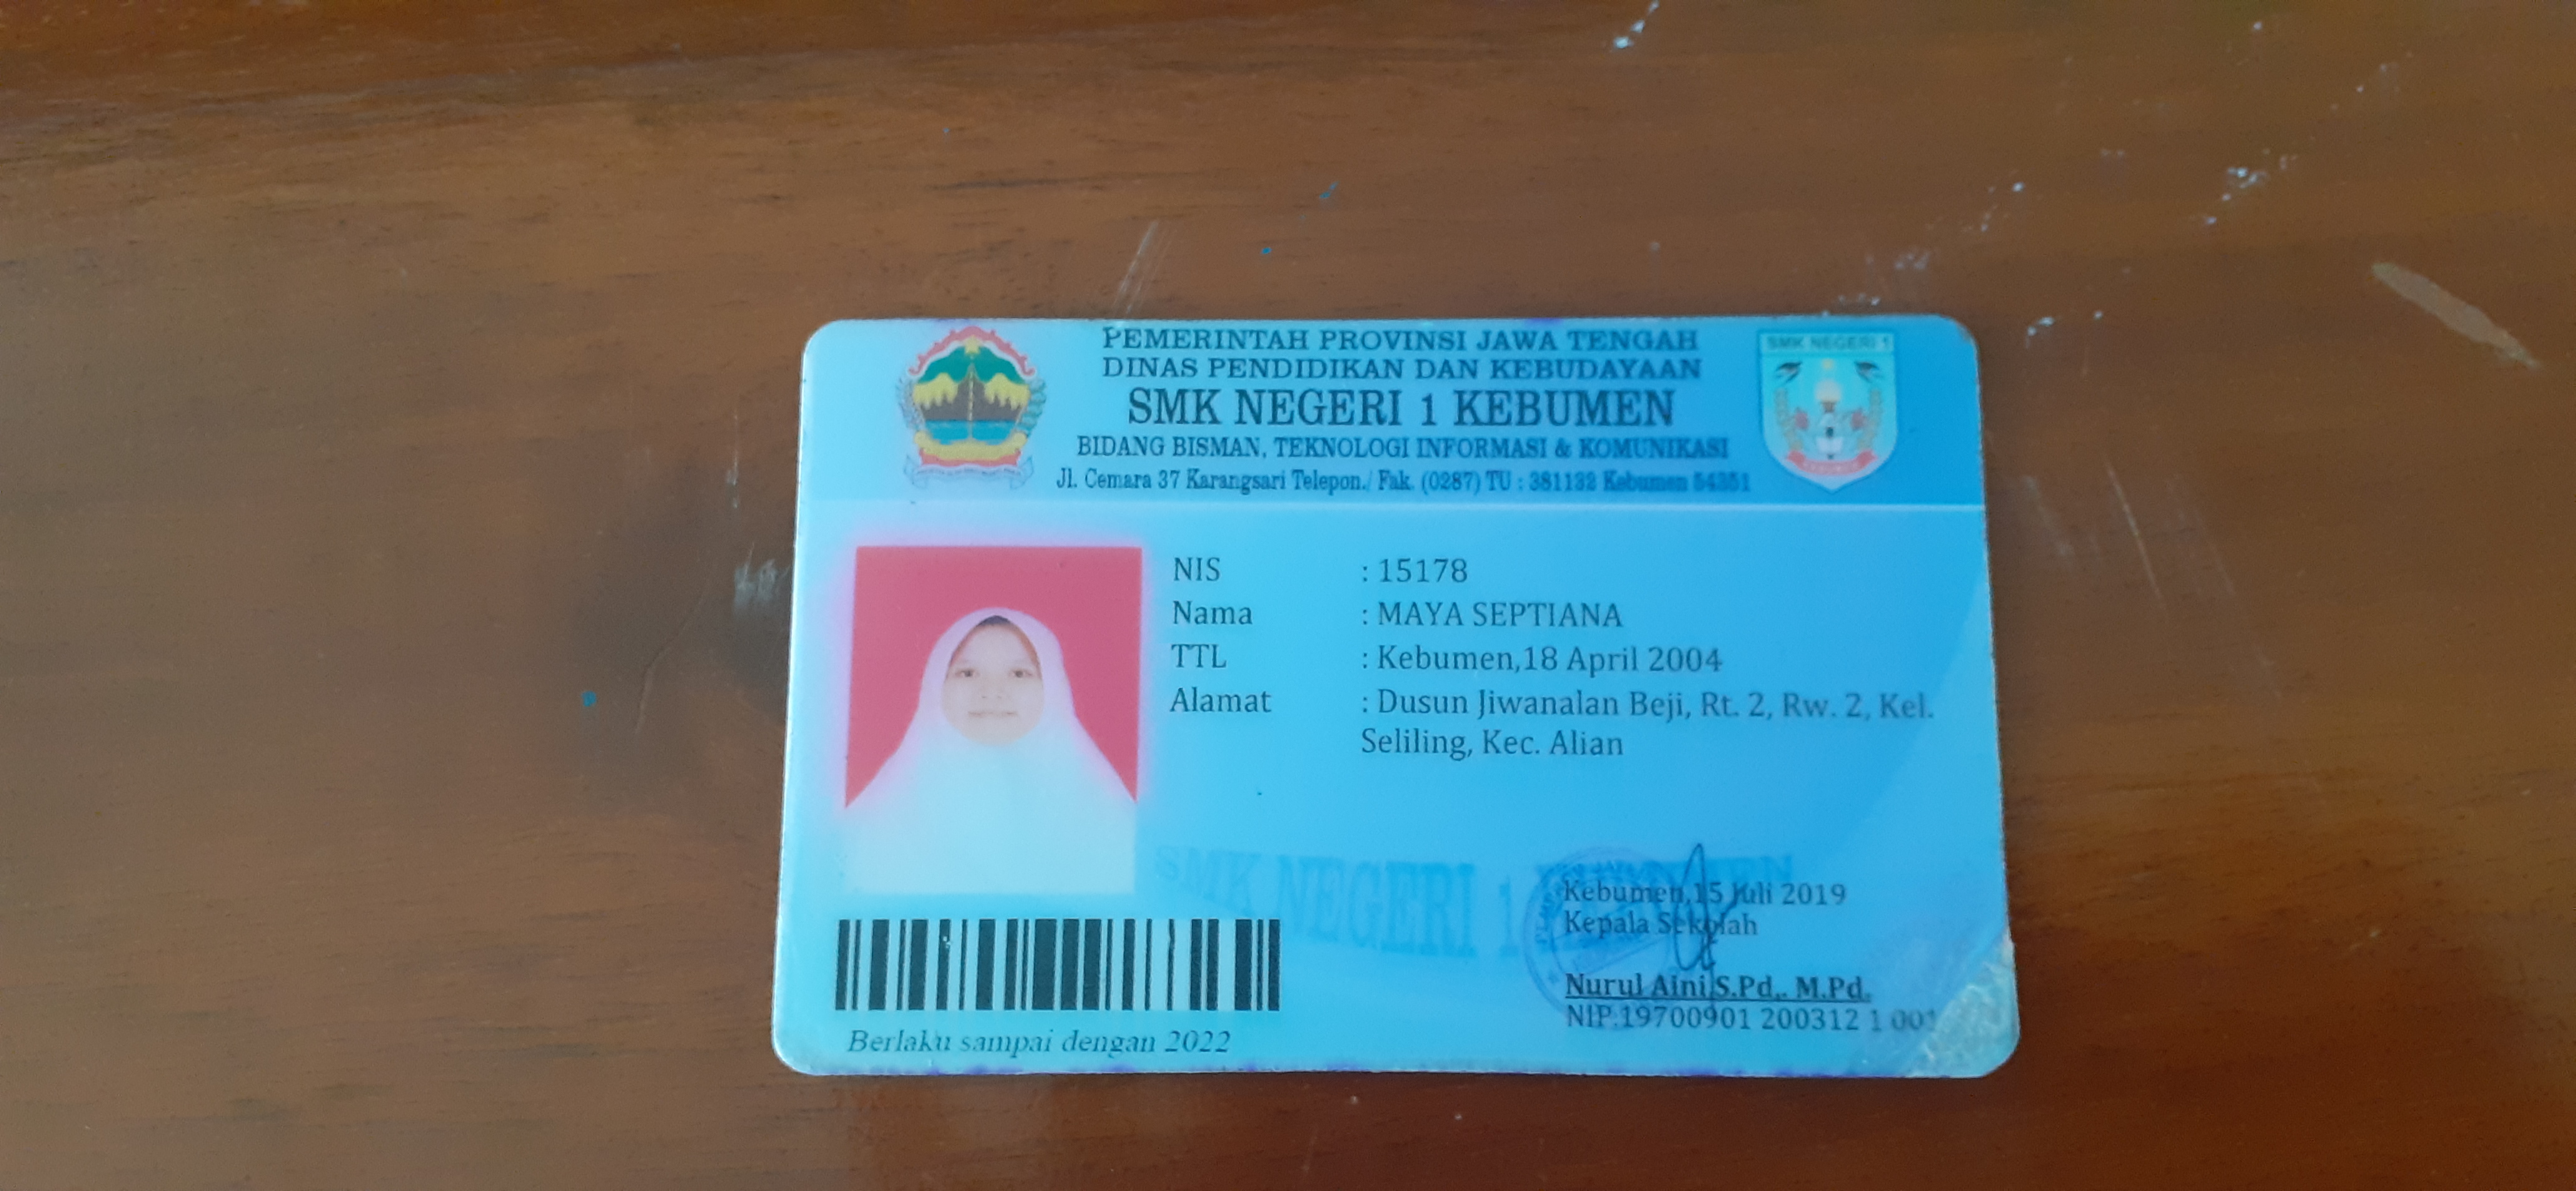 PEMERINTAH PROVINSI JAWA TENGAH
DINAS PENDIDIKAN DAN KEBUDAYAAN
SMK NEGERI 1 KEBUMEN
BIDANG BISMAN, TEKNOLOGI INFORMASI & KOMUNIKASI
Jl. Cemara 37 Karangsari Telepon./ Fak. (0287) TU : 381132 Kebumen 54351
SMK NEGERI 1
NIS : 15178
Nama : MAYA SEPTIANA
TTL : Kebumen,18 April 2004
Alamat : Dusun Jiwanalan Beji, Rt. 2, Rw. 2, Kel.
Seliling, Kec. Alian
SMK NEGERI 1 KEBUMEN
Kebumen,15 Juli 2019
Kepala Sekolah
Nurul Aini,S.Pd,. M.Pd.
NIP.19700901 200312 1 001
Berlaku sampai dengan 2022